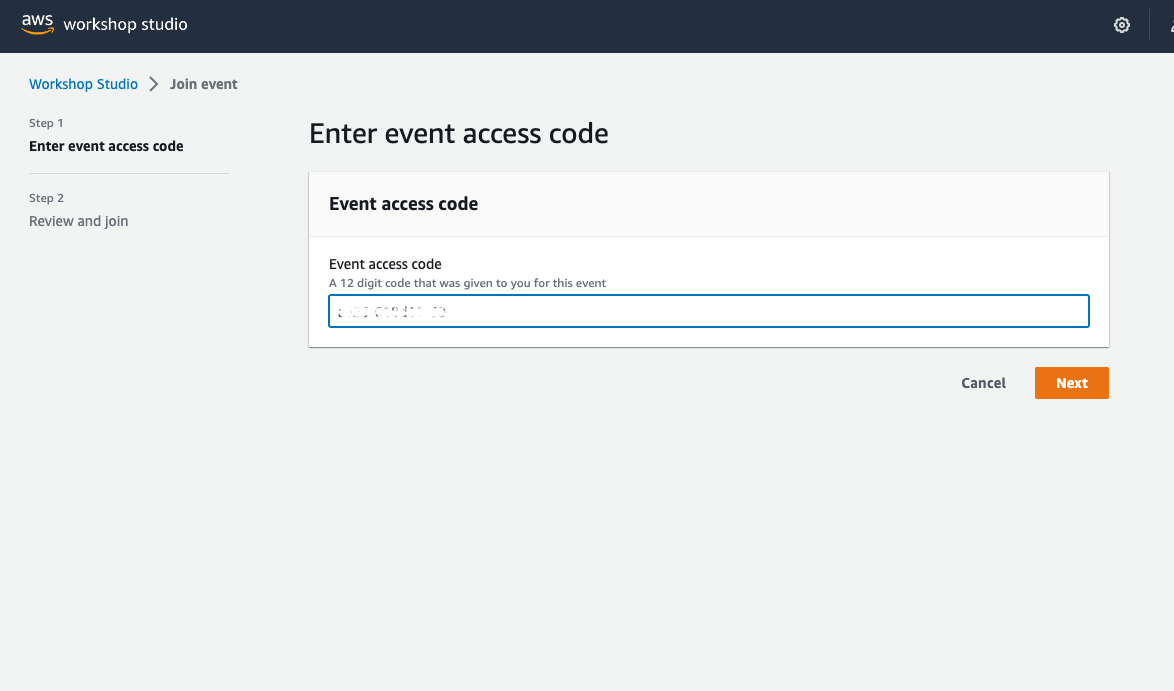 aws workshop studio
Workshop Studio > Join event
Step 1
Enter event access code
Step 2
Review and join
Enter event access code
Event access code
Event access code
A 12 digit code that was given to you for this event
Cancel
Next